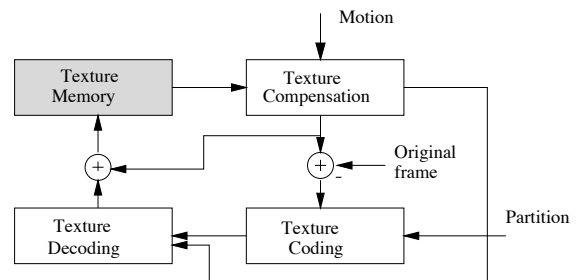 Motion
Texture
Memory
Texture
Compensation
+
+
-
Original
frame
Texture
Decoding
Texture
Coding
Partition